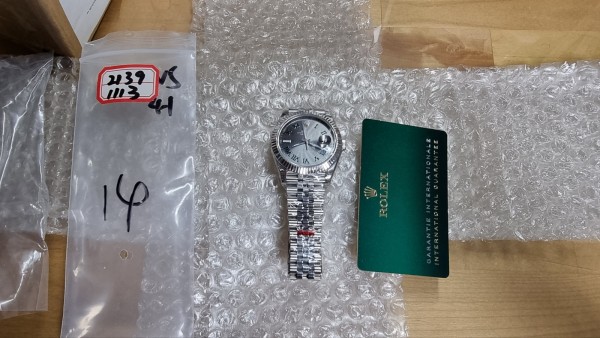 2139
1113
VS
41
14
ROLEX
GARANTIE INTERNATIONALE
INTERNATIONAL GUARANTEE